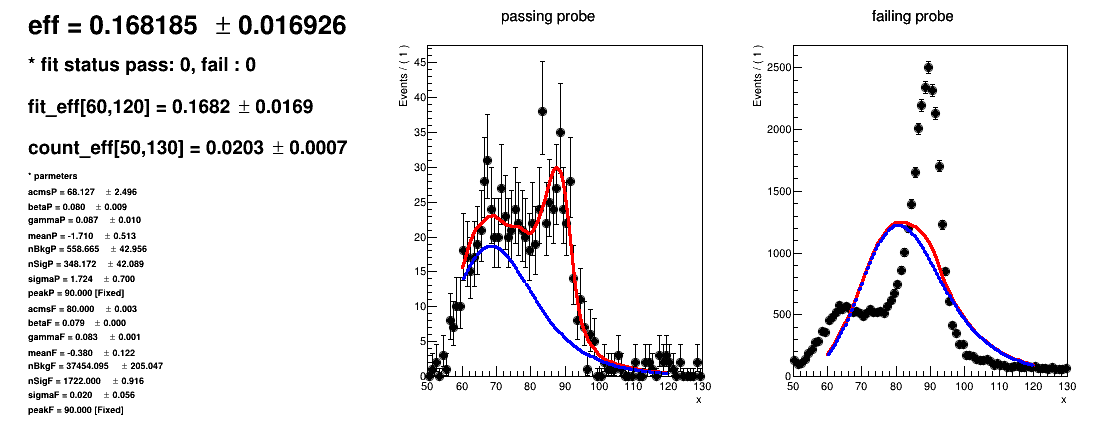 eff = 0.168185 ± 0.016926
* fit status pass: 0, fail : 0
fit_eff[60,120] = 0.1682 ± 0.0169
count_eff[50,130] = 0.0203 ± 0.0007
* parmeters
acmsP = 68.127 ± 2.496
betaP = 0.080 ± 0.009
gammaP = 0.087 ± 0.010
meanP = -1.710 ± 0.513
nBkgP = 558.665 ± 42.956
nSigP = 348.172 ± 42.089
sigmaP = 1.724 ± 0.700
peakP = 90.000 [Fixed]
acmsF = 80.000 ± 0.003
betaF = 0.079 ± 0.000
gammaF = 0.083 ± 0.001
meanF = -0.380 ± 0.122
nBkgF = 37454.095 ± 205.047
nSigF = 1722.000 ± 0.916
sigmaF = 0.020 ± 0.056
peakF = 90.000 [Fixed]
passing probe
Events / ( 1 )
45
40
35
30
25
20
15
10
5
0
50 60 70 80 90 100 110 120 130
x
failing probe
Events / ( 1 )
2500
2000
1500
1000
500
0
50 60 70 80 90 100 110 120 130
x